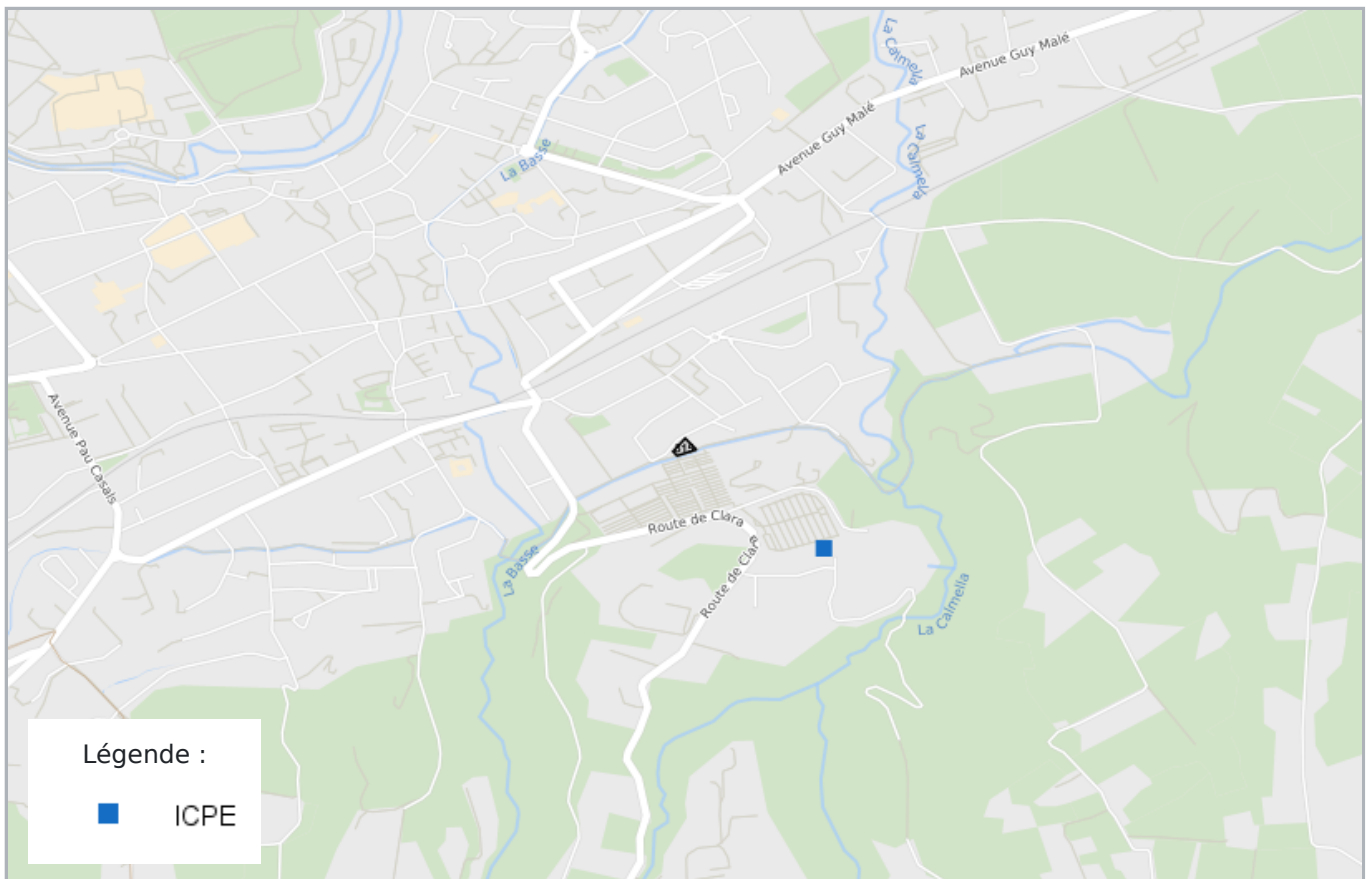 La Calmella
Avenue Guy Malé
Avenue Guy Malé
La Calmella
La Basse
Avenue Pau Casals
Route de Clara
Route de Clara
La Basse
La Calmella
Légende :
ICPE